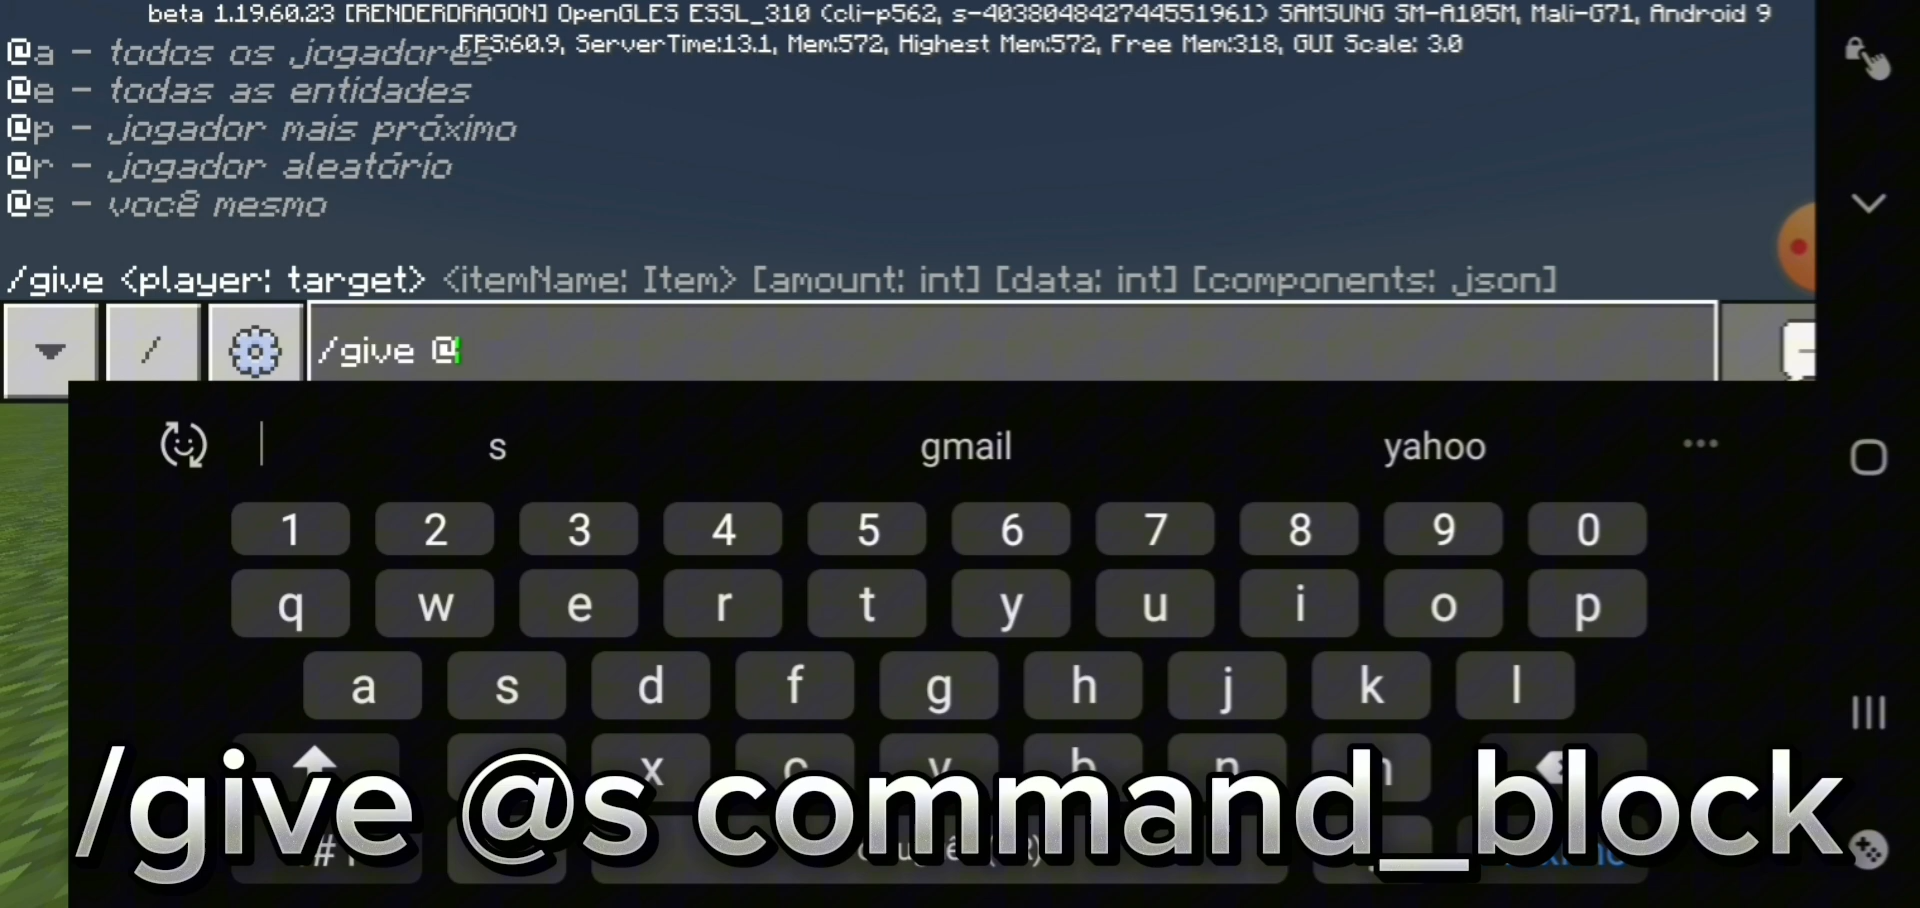 beta 1.19.60.23 [RENDERDRAGON] OpenGLES ESSL_310 (cli-p562, s-403804842744551961) SAMSUNG SM-A105M, Mali-G71, Android 9
FPS:60.9, ServerTime:13.1, Mem:572, Highest Mem:572, Free Mem:318, GUI Scale: 3.0
@a - todos os jogadores
@e - todas as entidades
@p - jogador mais próximo
@r - jogador aleatório
@s - você mesmo
/give <player: target> <itemName: Item> [amount: int] [data: int] [components: json]
/
/give @
s gmail yahoo ...
1 2 3 4 5 6 7 8 9 0
q w e r t y u i o p
a s d f g h j k l
x c v b n
/give @s command_block